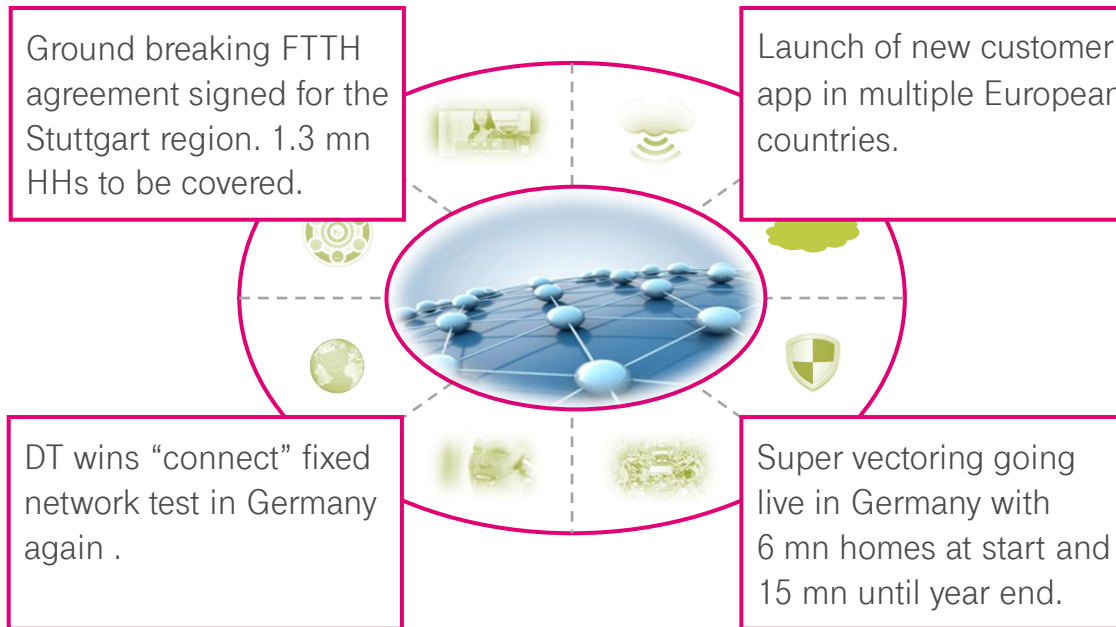 Ground breaking FTTH
agreement signed for the
Stuttgart region. 1.3 mn
HHs to be covered.
Launch of new customer
app in multiple European
countries.
DT wins “connect” fixed
network test in Germany
again .
Super vectoring going
live in Germany with
6 mn homes at start and
15 mn until year end.